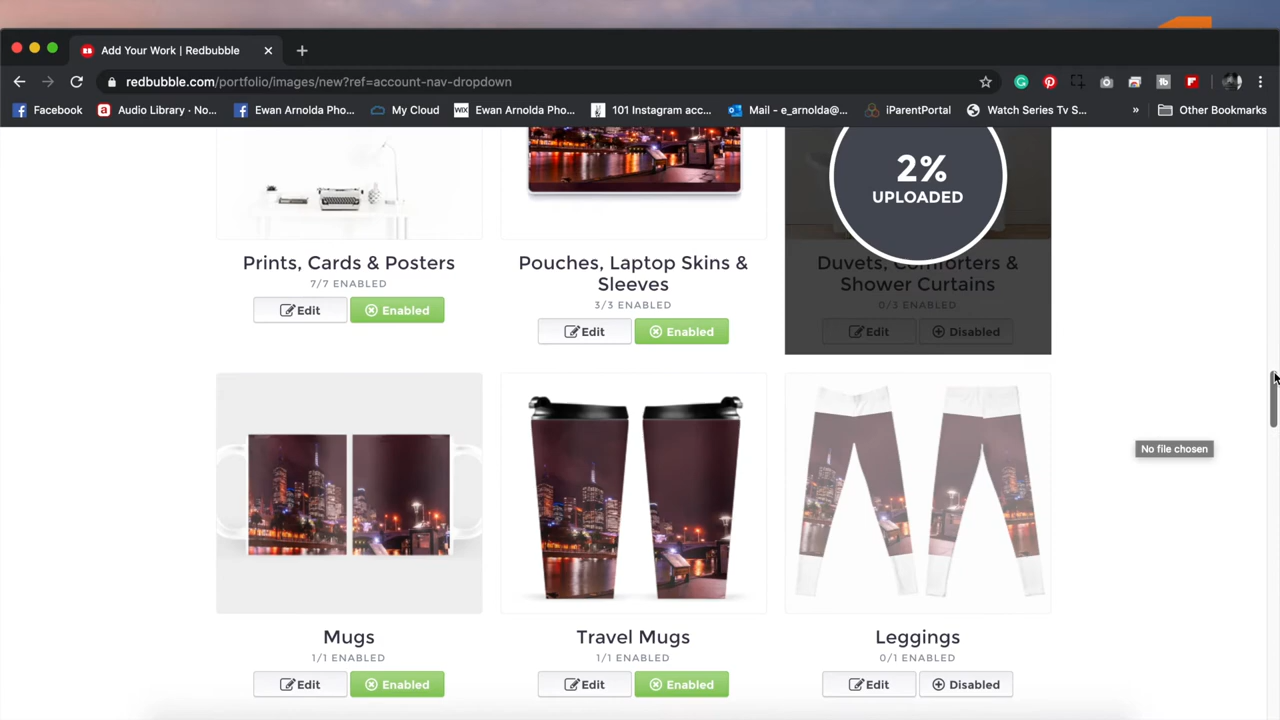 Add Your Work | Redbubble
redbubble.com/portfolio/images/new?ref=account-nav-dropdown
Facebook
Audio Library · No...
Ewan Arnolda Pho...
My Cloud
WIX
Ewan Arnolda Pho...
101 Instagram acc...
Mail – e_arnolda@...
iParentPortal
Watch Series Tv S...
»
Other Bookmarks
2%
UPLOADED
Prints, Cards & Posters
7/7 ENABLED
Edit
Enabled
Pouches, Laptop Skins &
Sleeves
3/3 ENABLED
Edit
Enabled
Duvets, Comforters &
Shower Curtains
0/3 ENABLED
Edit
Disabled
No file chosen
Mugs
1/1 ENABLED
Edit
Enabled
Travel Mugs
1/1 ENABLED
Edit
Enabled
Leggings
0/1 ENABLED
Edit
Disabled